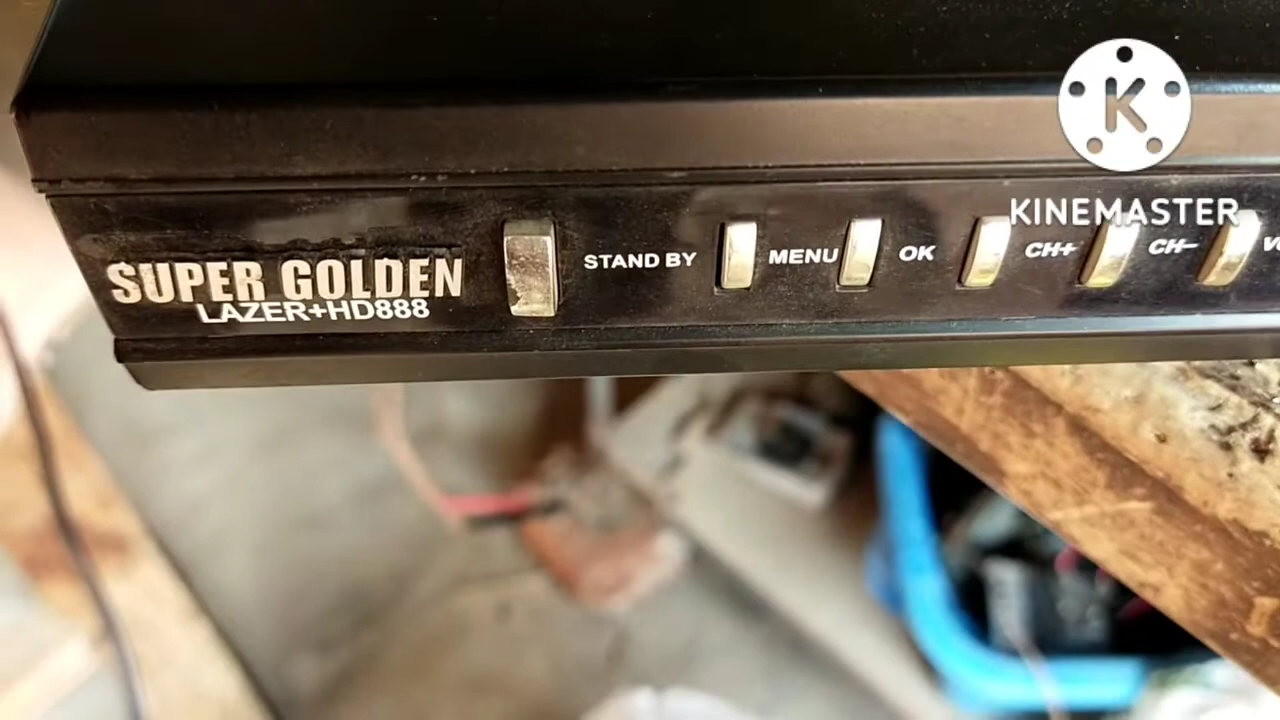 SUPER GOLDEN
LAZER+HD888
STAND BY
MENU
OK
CH+
CH-
KINEMASTER